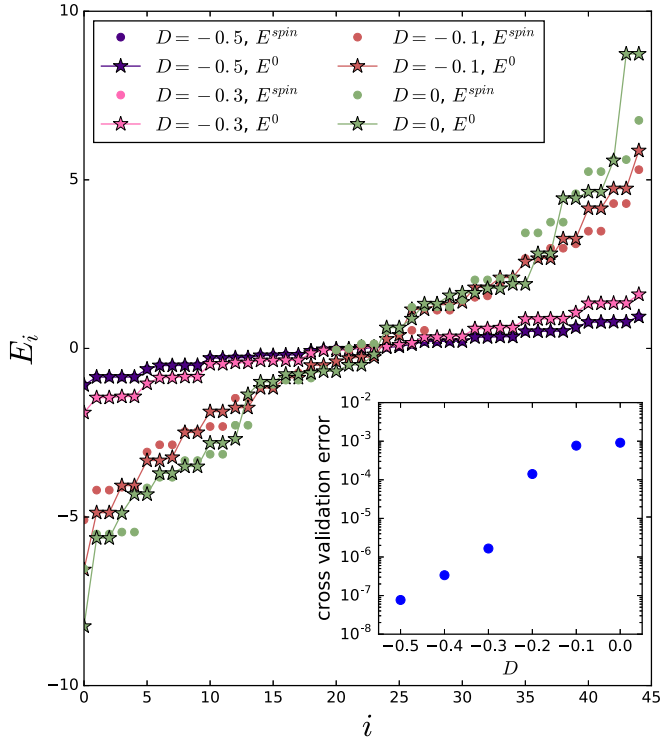 10
5
0
−5
−10
E_i
D = −0.5, E^{spin}
D = −0.5, E^0
D = −0.3, E^{spin}
D = −0.3, E^0
D = −0.1, E^{spin}
D = −0.1, E^0
D = 0, E^{spin}
D = 0, E^0
cross validation error
10^{-2}
10^{-3}
10^{-4}
10^{-5}
10^{-6}
10^{-7}
10^{-8}
−0.5 −0.4 −0.3 −0.2 −0.1 0.0
D
0 5 10 15 20 25 30 35 40 45
i